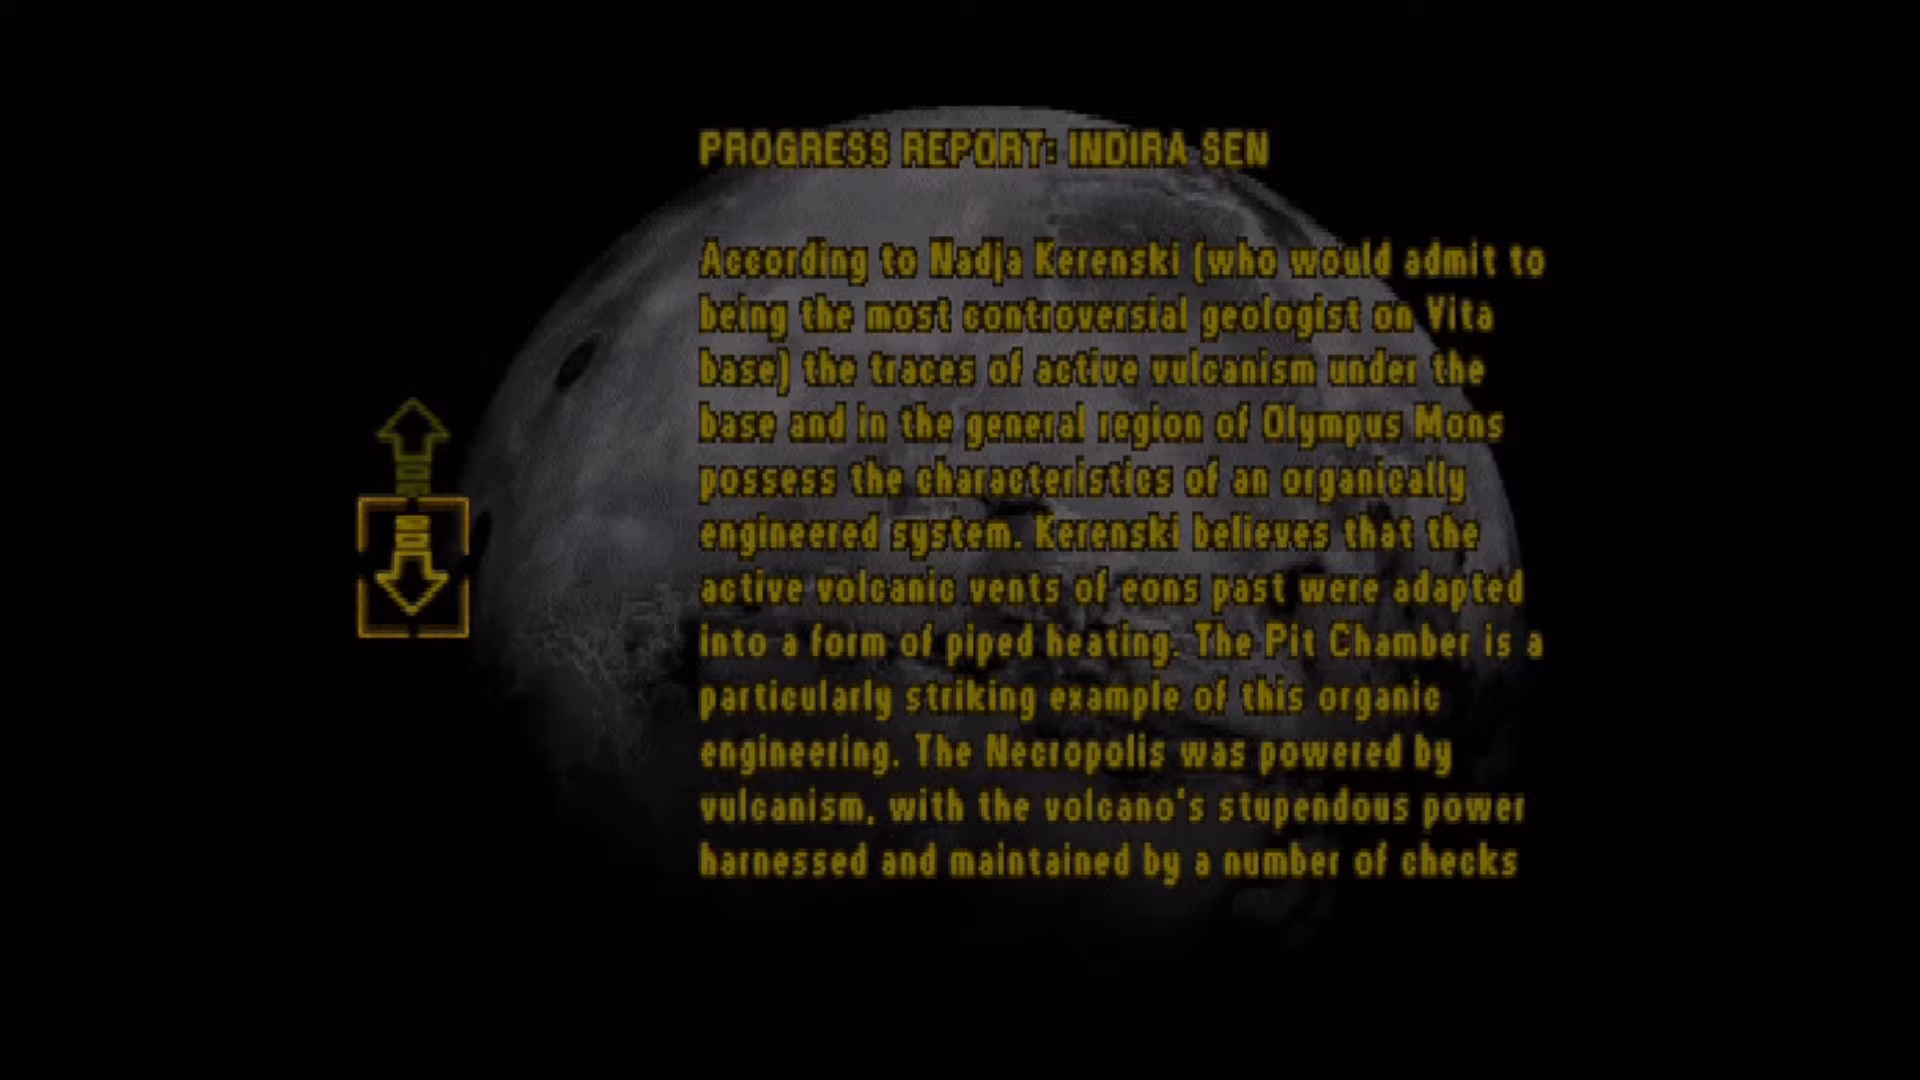 PROGRESS REPORT: INDIRA SEN
According to Nadja Kerenski (who would admit to
being the most controversial geologist on Vita
base) the traces of active vulcanism under the
base and in the general region of Olympus Mons
possess the characteristics of an organically
engineered system. Kerenski believes that the
active volcanic vents of eons past were adapted
into a form of piped heating. The Pit Chamber is a
particularly striking example of this organic
engineering. The Necropolis was powered by
vulcanism, with the volcano's stupendous power
harnessed and maintained by a number of checks